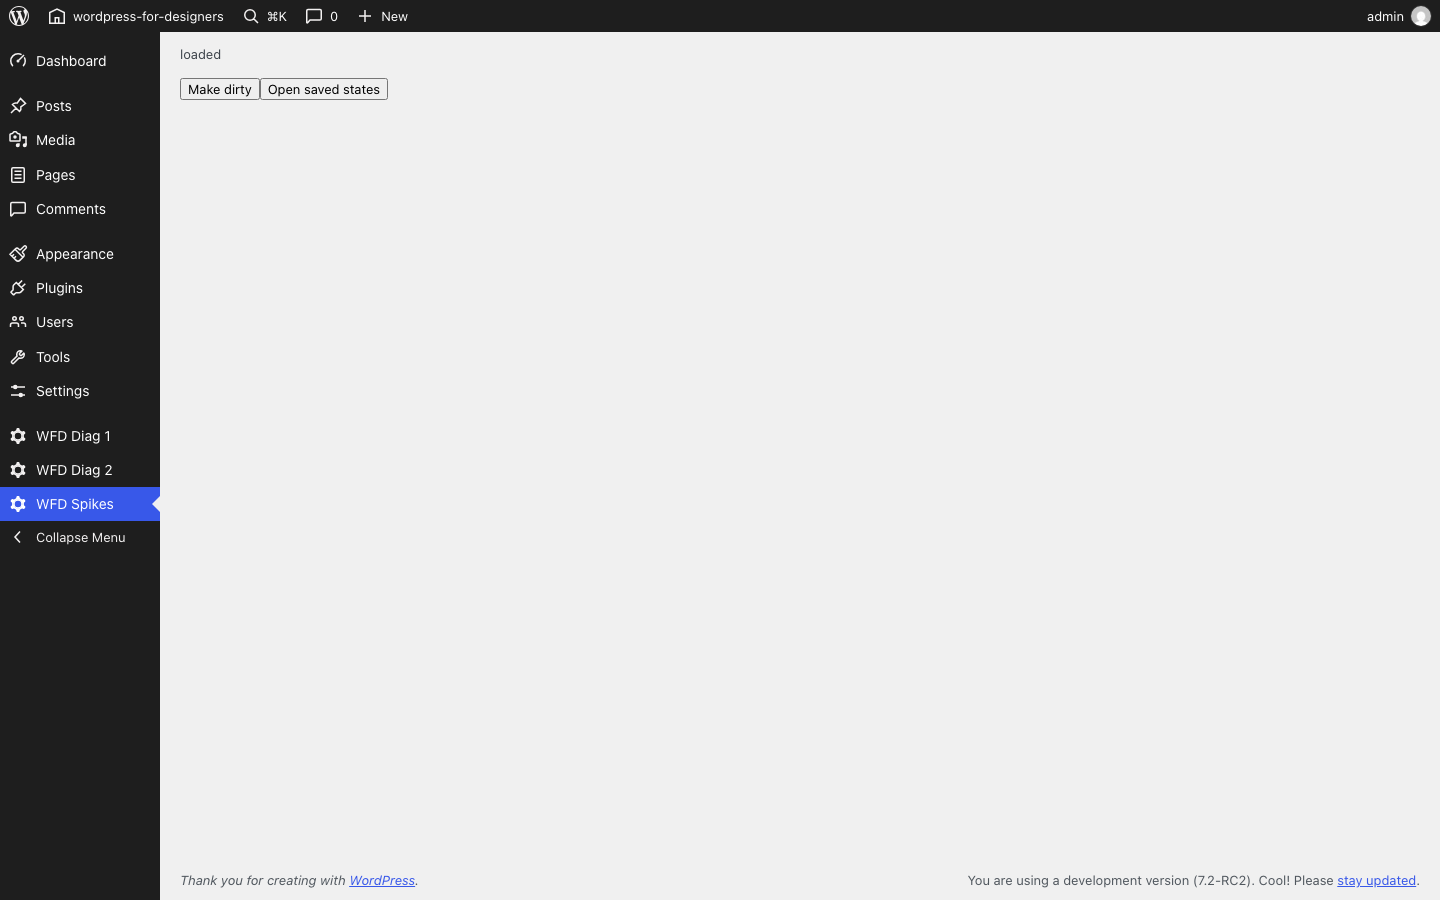 wordpress-for-designers
⌘K
0
New
admin
Dashboard
Posts
Media
Pages
Comments
Appearance
Plugins
Users
Tools
Settings
WFD Diag 1
WFD Diag 2
WFD Spikes
Collapse Menu
loaded
Make dirty
Open saved states
Thank you for creating with WordPress.
You are using a development version (7.2-RC2). Cool! Please stay updated.